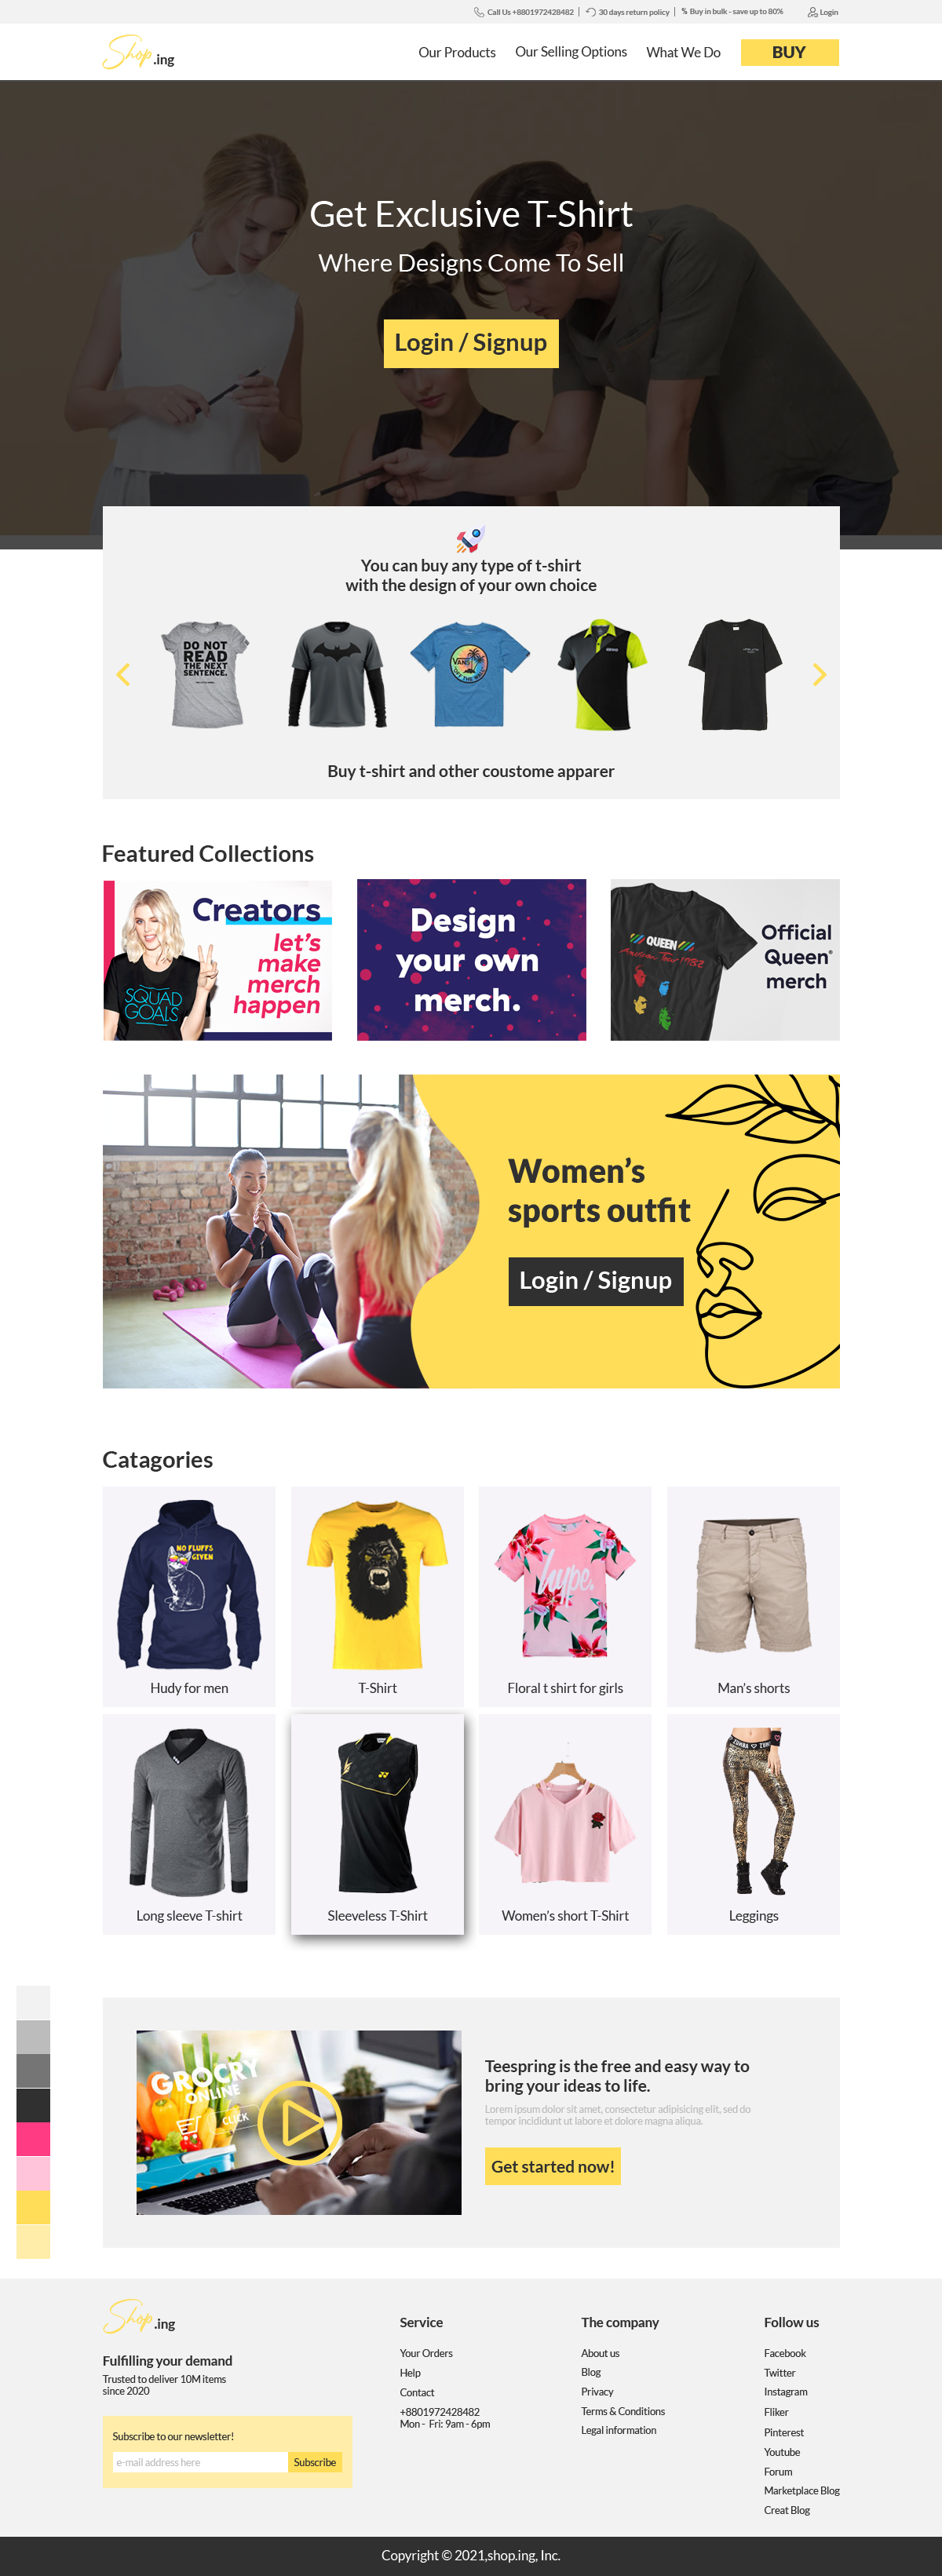 Call Us +8801972428482 | 30 days return policy | % Buy in bulk - save up to 80% Login
Shop.ing
Our Products Our Selling Options What We Do BUY
Get Exclusive T-Shirt
Where Designs Come To Sell
Login / Signup
You can buy any type of t-shirt
with the design of your own choice
DO NOT
READ
THE NEXT
SENTENCE.
VANS
"OFF THE WALL"
Buy t-shirt and other coustome apparer
Featured Collections
Creators
let's
make
merch
happen
SQUAD
GOALS
Design
your own
merch.
QUEEN
American Tour 1982
Official
Queen®
merch
Women's
sports outfit
Login / Signup
Catagories
NO FLUFFS
GIVEN
Hudy for men
T-Shirt
hype.
Floral t shirt for girls
Man's shorts
Long sleeve T-shirt
YONEX
Sleeveless T-Shirt
Women's short T-Shirt
ZUMBA
Leggings
GROCRY
ONLINE
CLICK
Teespring is the free and easy way to
bring your ideas to life.
Lorem ipsum dolor sit amet, consectetur adipisicing elit, sed do
tempor incididunt ut labore et dolore magna aliqua.
Get started now!
Shop.ing
Fulfilling your demand
Trusted to deliver 10M items
since 2020
Subscribe to our newsletter!
e-mail address here
Subscribe
Service
Your Orders
Help
Contact
+8801972428482
Mon - Fri: 9am - 6pm
The company
About us
Blog
Privacy
Terms & Conditions
Legal information
Follow us
Facebook
Twitter
Instagram
Fliker
Pinterest
Youtube
Forum
Marketplace Blog
Creat Blog
Copyright © 2021,shop.ing, Inc.